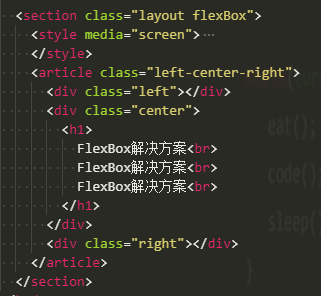 <section class="layout flexBox">
<style media="screen">…
</style>
<article class="left-center-right">
<div class="left"></div>
<div class="center">
<h1>
FlexBox解决方案<br>
FlexBox解决方案<br>
FlexBox解决方案<br>
</h1>
</div>
<div class="right"></div>
</article>
</section>
eat();
code();
sleep()
}